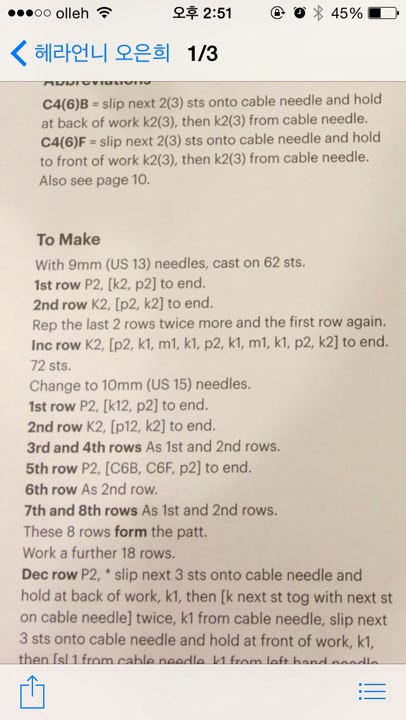 olleh 오후 2:51 45%
헤라언니 오은희 1/3
Abbreviations
C4(6)B = slip next 2(3) sts onto cable needle and hold
at back of work k2(3), then k2(3) from cable needle.
C4(6)F = slip next 2(3) sts onto cable needle and hold
to front of work k2(3), then k2(3) from cable needle.
Also see page 10.
To Make
With 9mm (US 13) needles, cast on 62 sts.
1st row P2, [k2, p2] to end.
2nd row K2, [p2, k2] to end.
Rep the last 2 rows twice more and the first row again.
Inc row K2, [p2, k1, m1, k1, p2, k1, m1, k1, p2, k2] to end.
72 sts.
Change to 10mm (US 15) needles.
1st row P2, [k12, p2] to end.
2nd row K2, [p12, k2] to end.
3rd and 4th rows As 1st and 2nd rows.
5th row P2, [C6B, C6F, p2] to end.
6th row As 2nd row.
7th and 8th rows As 1st and 2nd rows.
These 8 rows form the patt.
Work a further 18 rows.
Dec row P2, * slip next 3 sts onto cable needle and
hold at back of work, k1, then [k next st tog with next st
on cable needle] twice, k1 from cable needle, slip next
3 sts onto cable needle and hold at front of work, k1,
then [sl 1 from cable needle, k1 from left hand needle,